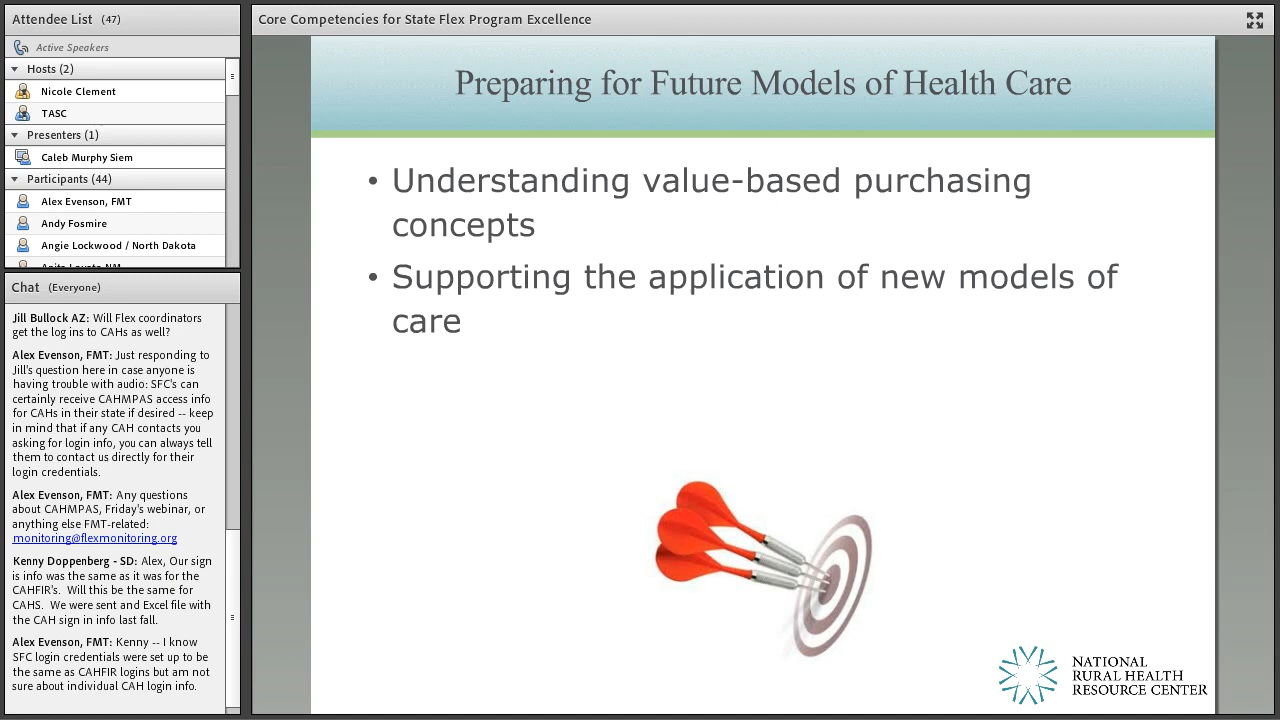 Attendee List (47)
Active Speakers
Hosts (2)
Nicole Clement
TASC
Presenters (1)
Caleb Murphy Siem
Participants (44)
Alex Evenson, FMT
Andy Fosmire
Angie Lockwood / North Dakota
Chat (Everyone)
Jill Bullock AZ: Will Flex coordinators
get the log ins to CAHs as well?
Alex Evenson, FMT: Just responding to
Jill's question here in case anyone is
having trouble with audio: SFC's can
certainly receive CAHMPAS access info
for CAHs in their state if desired -- keep
in mind that if any CAH contacts you
asking for login info, you can always tell
them to contact us directly for their
login credentials.
Alex Evenson, FMT: Any questions
about CAHMPAS, Friday's webinar, or
anything else FMT-related:
monitoring@flexmonitoring.org
Kenny Doppenberg - SD: Alex, Our sign
is info was the same as it was for the
CAHFIR's. Will this be the same for
CAHS. We were sent and Excel file with
the CAH sign in info last fall.
Alex Evenson, FMT: Kenny -- I know
SFC login credentials were set up to be
the same as CAHFIR logins but am not
sure about individual CAH login info.
Core Competencies for State Flex Program Excellence
Preparing for Future Models of Health Care
• Understanding value-based purchasing
concepts
• Supporting the application of new models of
care
NATIONAL
RURAL HEALTH
RESOURCE CENTER